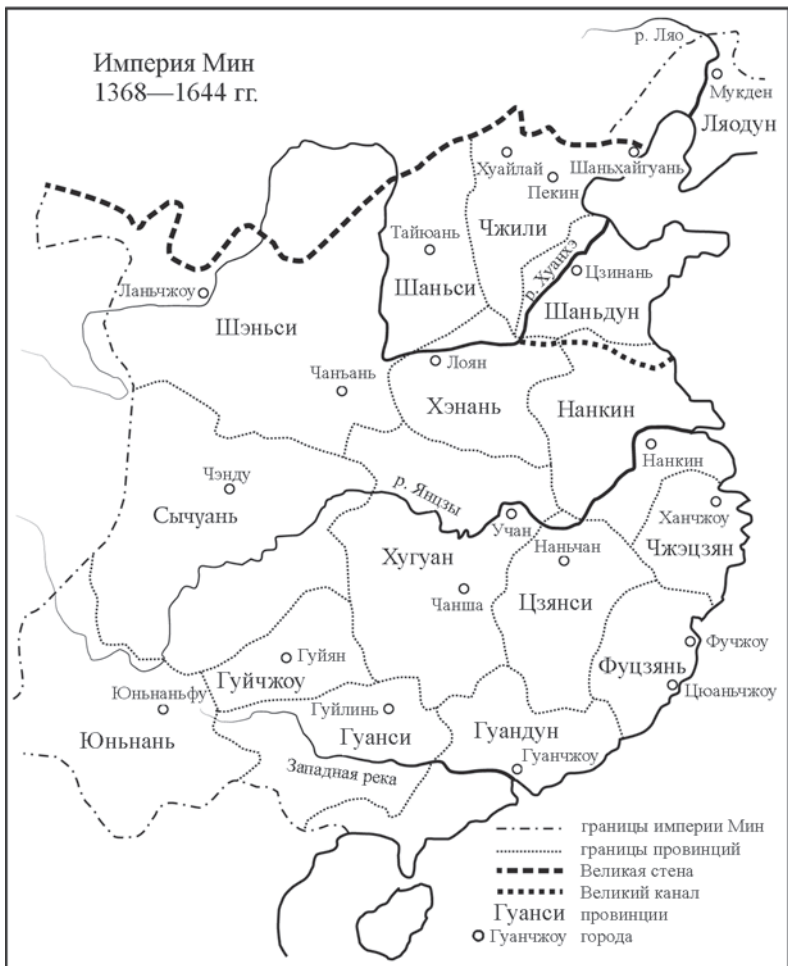 Империя Мин
1368—1644 гг.
р. Ляо
Мукден
Ляодун
Хуайлай
Шаньхайгуань
Пекин
Чжили
Тайюань
р. Хуанхэ
Цзинань
Шаньси
Шаньдун
Ланьчжоу
Шэньси
Лоян
Чанъань
Хэнань
Нанкин
Нанкин
Чэнду
р. Янцзы
Сычуань
Учан
Ханчжоу
Наньчан
Чжэцзян
Хугуан
Чанша
Цзянси
Фучжоу
Гуйян
Фуцзянь
Гуйчжоу
Цюаньчжоу
Юньнаньфу
Гуйлинь
Гуандун
Юньнань
Гуанси
Гуанчжоу
Западная река
границы империи Мин
границы провинций
Великая стена
Великий канал
Гуанси провинции
Гуанчжоу города